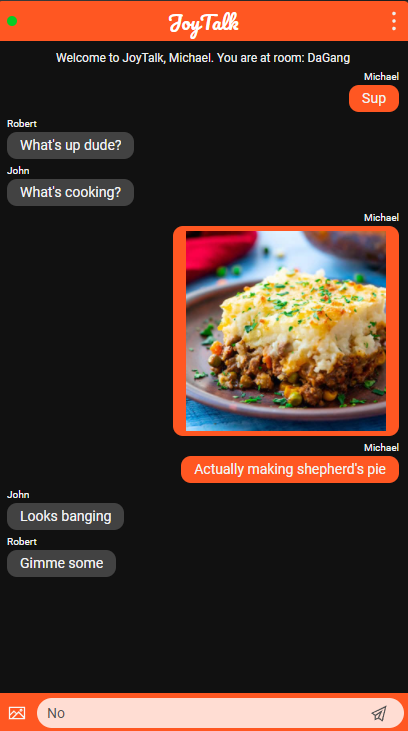 JoyTalk
Welcome to JoyTalk, Michael. You are at room: DaGang
Michael
Sup
Robert
What's up dude?
John
What's cooking?
Michael
Michael
Actually making shepherd's pie
John
Looks banging
Robert
Gimme some
No